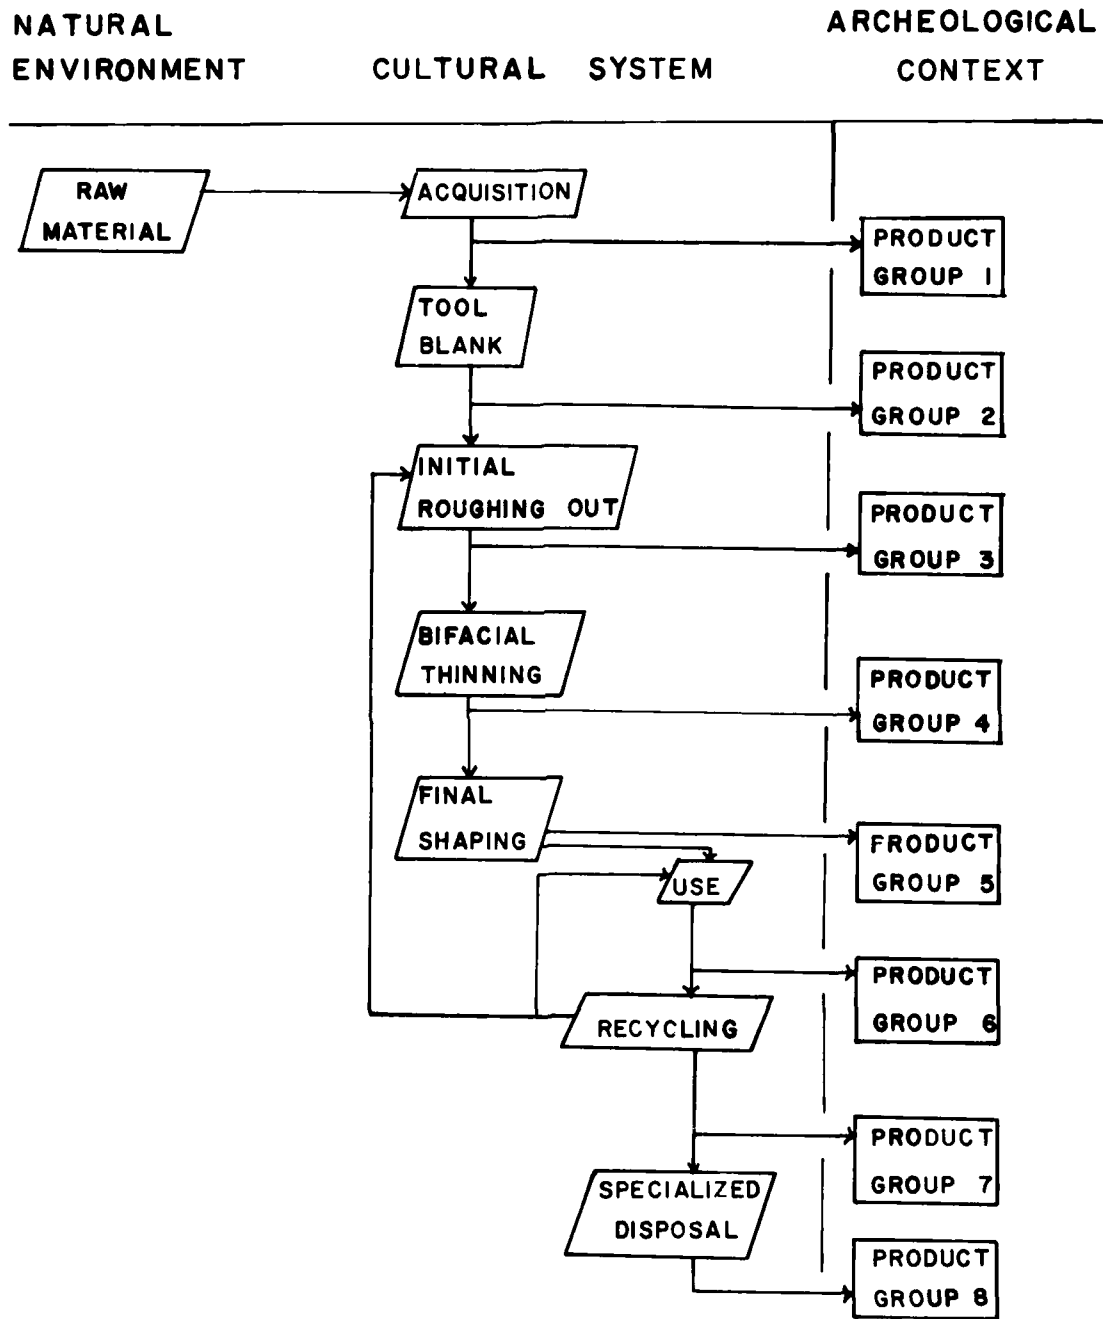 NATURAL
ENVIRONMENT
CULTURAL SYSTEM
ARCHEOLOGICAL
CONTEXT
RAW
MATERIAL
ACQUISITION
PRODUCT
GROUP 1
TOOL
BLANK
PRODUCT
GROUP 2
INITIAL
ROUGHING OUT
PRODUCT
GROUP 3
BIFACIAL
THINNING
PRODUCT
GROUP 4
FINAL
SHAPING
FRODUCT
GROUP 5
USE
PRODUCT
GROUP 6
RECYCLING
PRODUCT
GROUP 7
SPECIALIZED
DISPOSAL
PRODUCT
GROUP 8